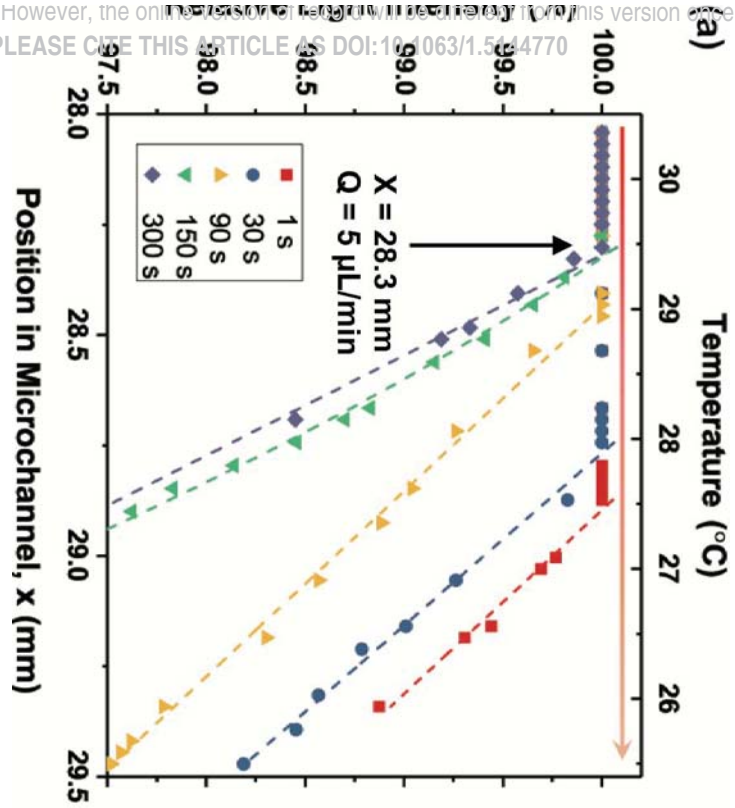 However, the online version of record will be different from this version once
PLEASE CITE THIS ARTICLE AS DOI:10.1063/1.5144770
a)
Temperature (°C)
30 29 28 27 26
97.5 98.0 98.5 99.0 99.5 100.0
X = 28.3 mm
Q = 5 µL/min
1 s
30 s
90 s
150 s
300 s
28.0 28.5 29.0 29.5
Position in Microchannel, x (mm)